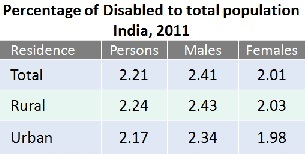 Percentage of Disabled to total population
India, 2011
Residence Persons Males Females
Total 2.21 2.41 2.01
Rural 2.24 2.43 2.03
Urban 2.17 2.34 1.98